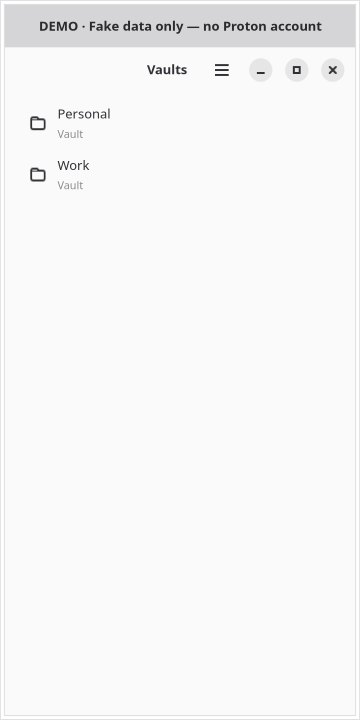 DEMO · Fake data only — no Proton account
Vaults
Personal
Vault
Work
Vault